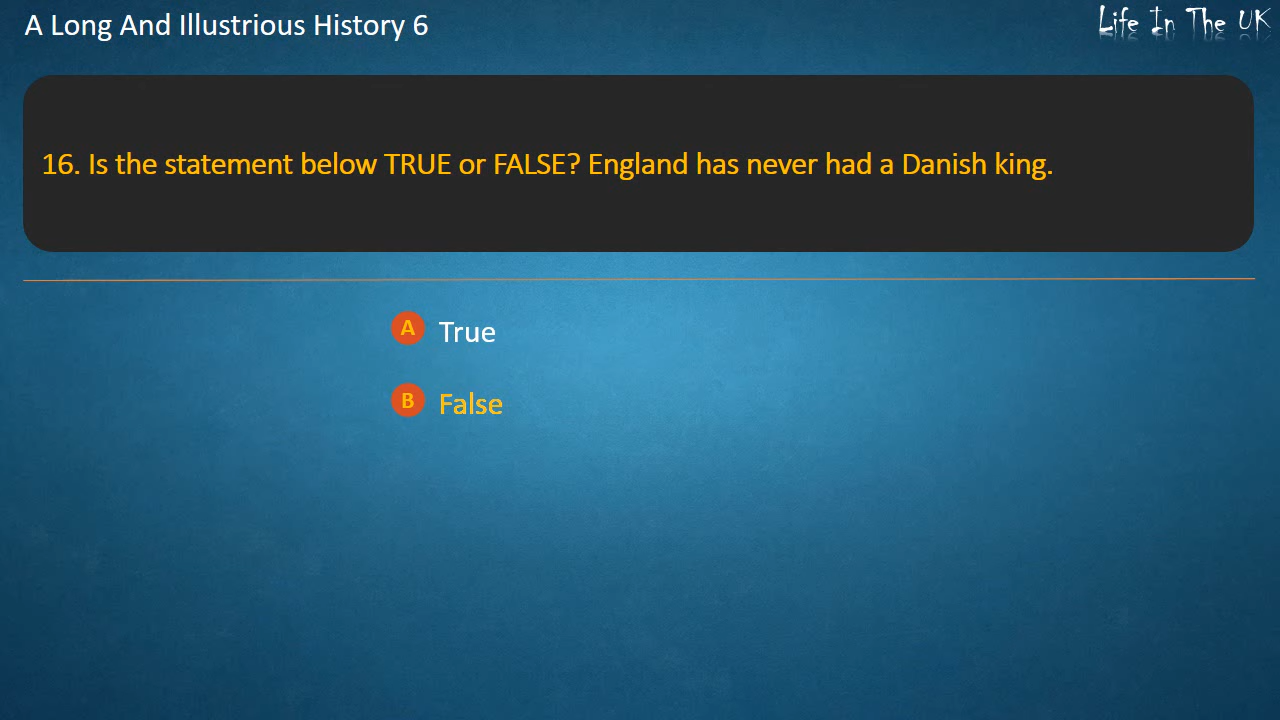 A Long And Illustrious History 6
Life In The UK
16. Is the statement below TRUE or FALSE? England has never had a Danish king.
A True
B False